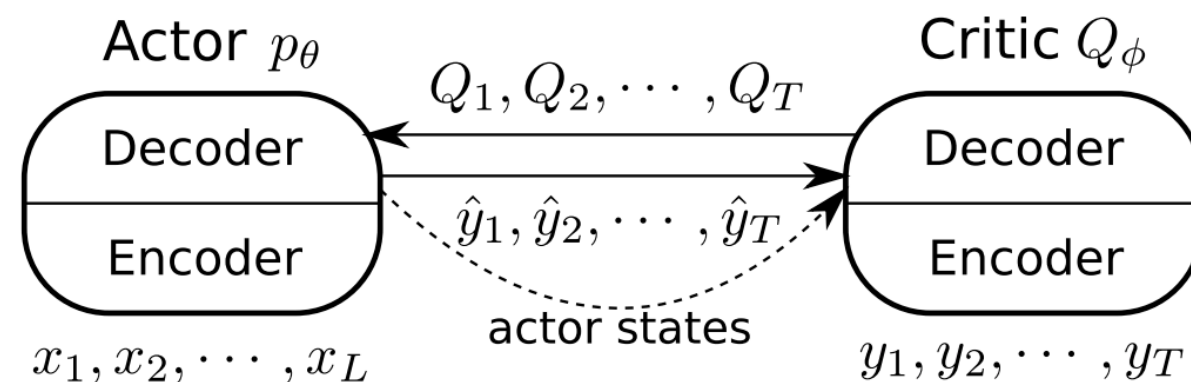 Actor p_θ
Critic Q_ϕ
Q_1, Q_2, ⋯ , Q_T
Decoder
Decoder
ŷ_1, ŷ_2, ⋯ , ŷ_T
Encoder
Encoder
actor states
x_1, x_2, ⋯ , x_L
y_1, y_2, ⋯ , y_T